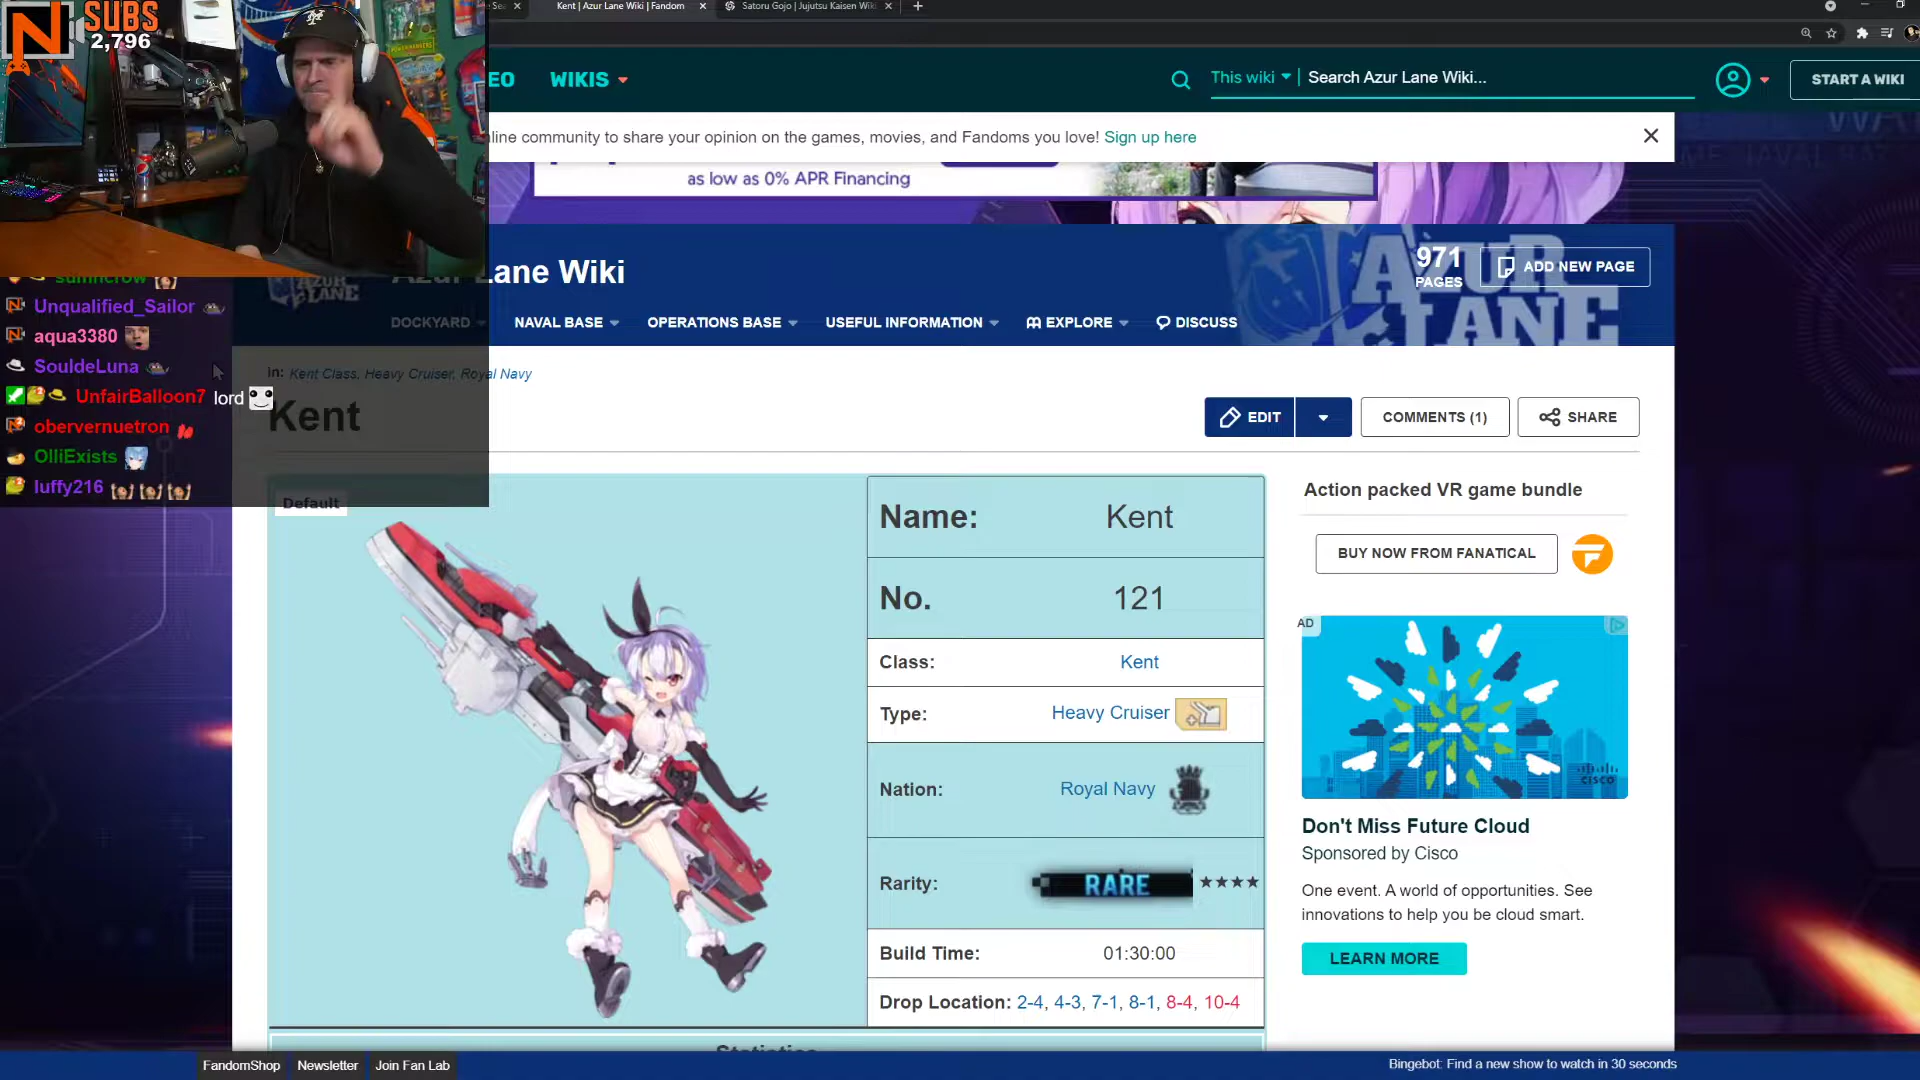 SUBS
2,796
Kent | Azur Lane Wiki | Fandom
Satoru Gojo | Jujutsu Kaisen Wiki
EO
WIKIS
This wiki
Search Azur Lane Wiki...
START A WIKI
line community to share your opinion on the games, movies, and Fandoms you love! Sign up here
as low as 0% APR Financing
Azur Lane Wiki
971
PAGES
ADD NEW PAGE
AZUR
LANE
DOCKYARD
NAVAL BASE
OPERATIONS BASE
USEFUL INFORMATION
EXPLORE
DISCUSS
sumncrow
Unqualified_Sailor
aqua3380
SouldeLuna
UnfairBalloon7 lord
obervernuetron
OlliExists
luffy216
in: Kent Class, Heavy Cruiser, Royal Navy
Kent
EDIT
COMMENTS (1)
SHARE
Default
Name: Kent
No. 121
Class: Kent
Type: Heavy Cruiser
Nation: Royal Navy
Rarity: RARE ★★★★
Build Time: 01:30:00
Drop Location: 2-4, 4-3, 7-1, 8-1, 8-4, 10-4
Statistics
Action packed VR game bundle
BUY NOW FROM FANATICAL
AD
cisco
Don't Miss Future Cloud
Sponsored by Cisco
One event. A world of opportunities. See
innovations to help you be cloud smart.
LEARN MORE
FandomShop
Newsletter
Join Fan Lab
Bingebot: Find a new show to watch in 30 seconds